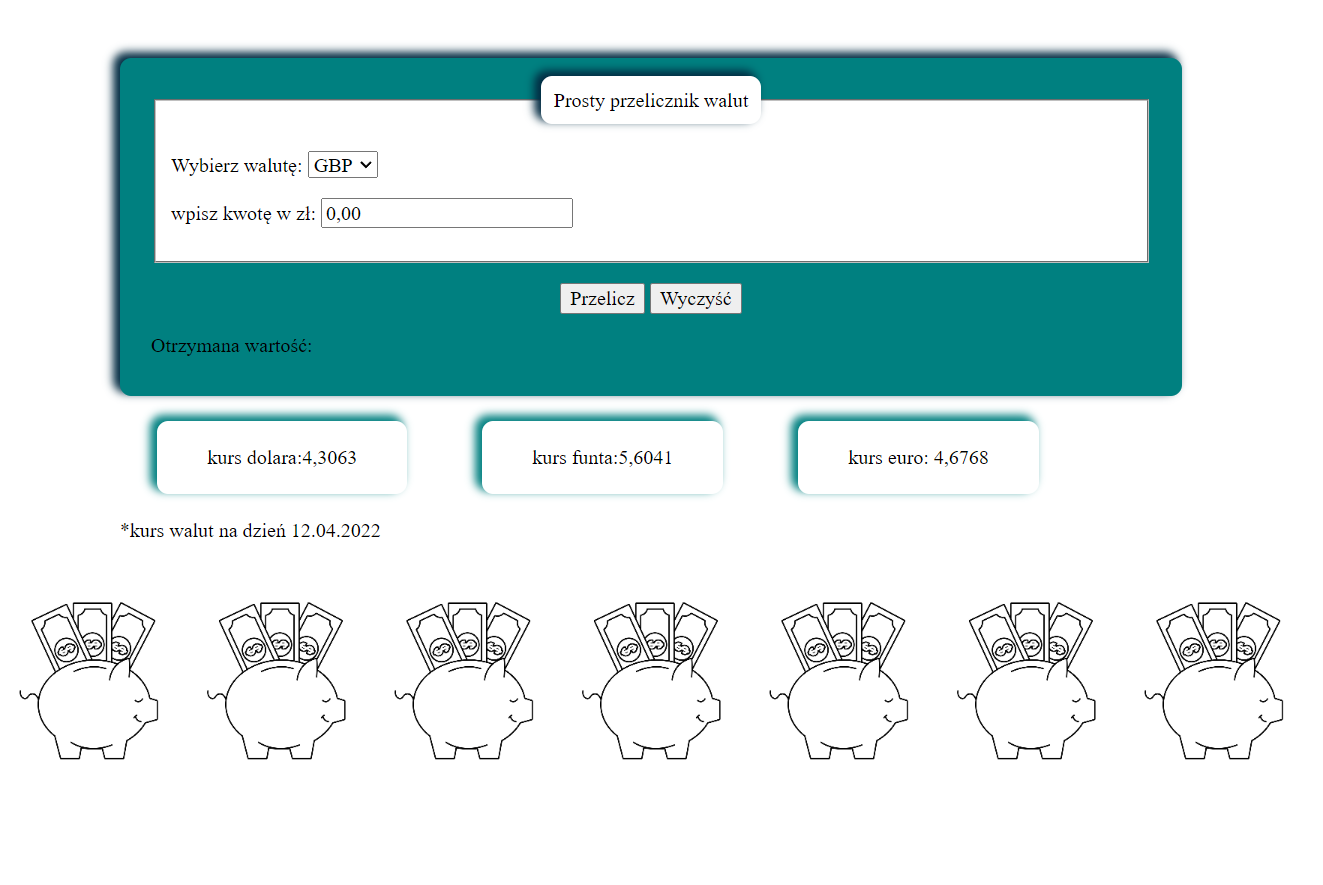 Prosty przelicznik walut
Wybierz walutę: GBP
wpisz kwotę w zł: 0,00
Przelicz Wyczyść
Otrzymana wartość:
kurs dolara:4,3063 kurs funta:5,6041 kurs euro: 4,6768
*kurs walut na dzień 12.04.2022